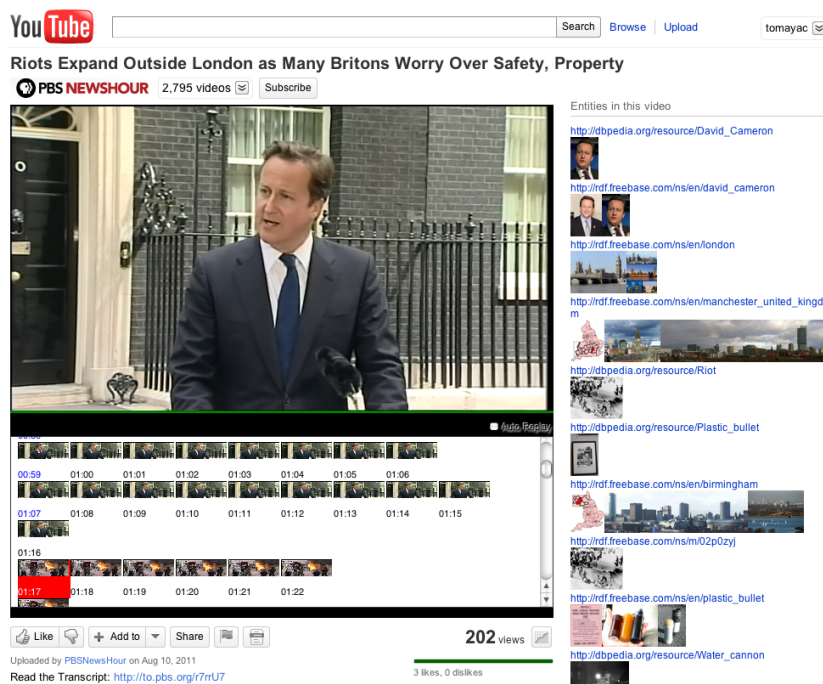 You Tube
Search
Browse
Upload
tomayac
Riots Expand Outside London as Many Britons Worry Over Safety, Property
PBS NEWSHOUR
2,795 videos
Subscribe
Entities in this video
http://dbpedia.org/resource/David_Cameron
http://rdf.freebase.com/ns/en/david_cameron
http://rdf.freebase.com/ns/en/london
http://rdf.freebase.com/ns/en/manchester_united_kingd
m
http://dbpedia.org/resource/Riot
http://dbpedia.org/resource/Plastic_bullet
http://rdf.freebase.com/ns/en/birmingham
http://rdf.freebase.com/ns/m/02p0zyj
http://rdf.freebase.com/ns/en/plastic_bullet
http://dbpedia.org/resource/Water_cannon
Auto Replay
00:59 01:00 01:01 01:02 01:03 01:04 01:05 01:06
01:07 01:08 01:09 01:10 01:11 01:12 01:13 01:14 01:15
01:16
01:17 01:18 01:19 01:20 01:21 01:22
Like
Add to
Share
202 views
Uploaded by PBSNewsHour on Aug 10, 2011
3 likes, 0 dislikes
Read the Transcript: http://to.pbs.org/r7rrU7